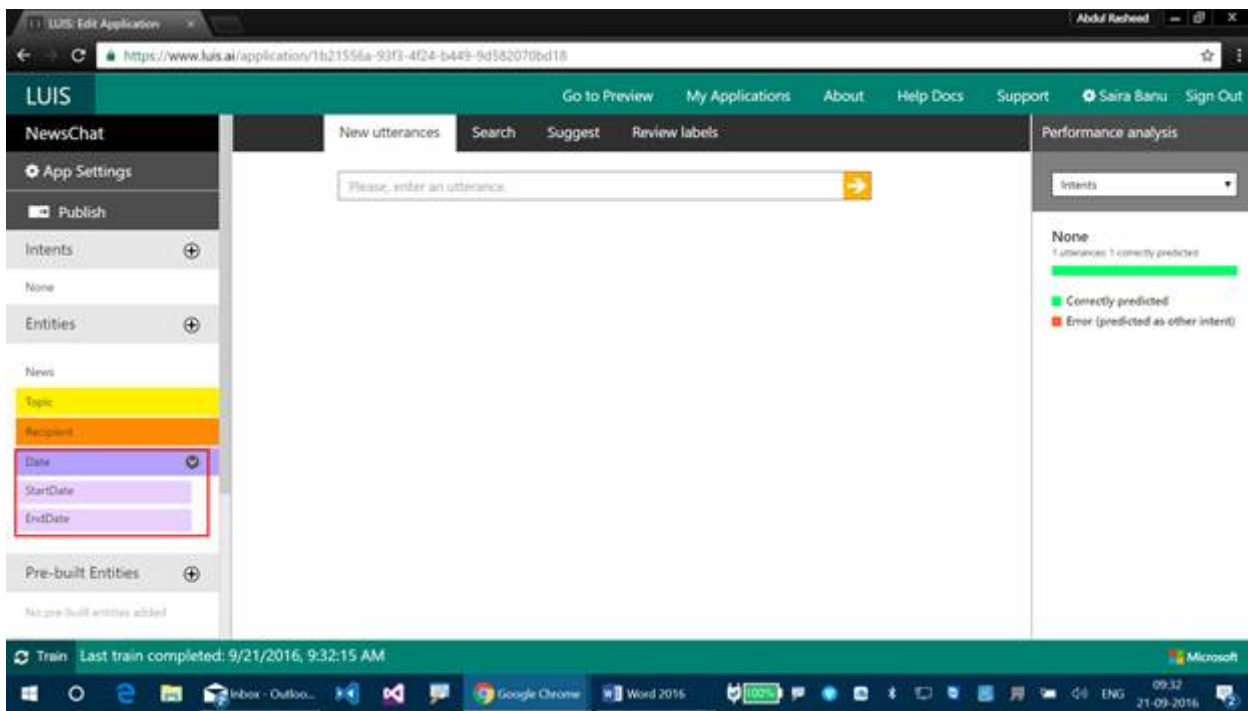 LUIS: Edit Application
Abdul Rasheed
https://www.luis.ai/application/1b21556a-93f3-4f24-b449-9d582070bd18
LUIS
Go to Preview My Applications About Help Docs Support Saira Banu Sign Out
NewsChat
New utterances Search Suggest Review labels
Performance analysis
App Settings
Please, enter an utterance
Intents
Publish
Intents
None
1 utterances 1 correctly predicted
None
Correctly predicted
Entities
Error (predicted as other intent)
News
Topic
Recipient
Date
StartDate
EndDate
Pre-built Entities
No pre-built entities added
Train Last train completed: 9/21/2016, 9:32:15 AM
Microsoft
Inbox - Outloo... Google Chrome Word 2016 100% ENG 09:32
21-09-2016